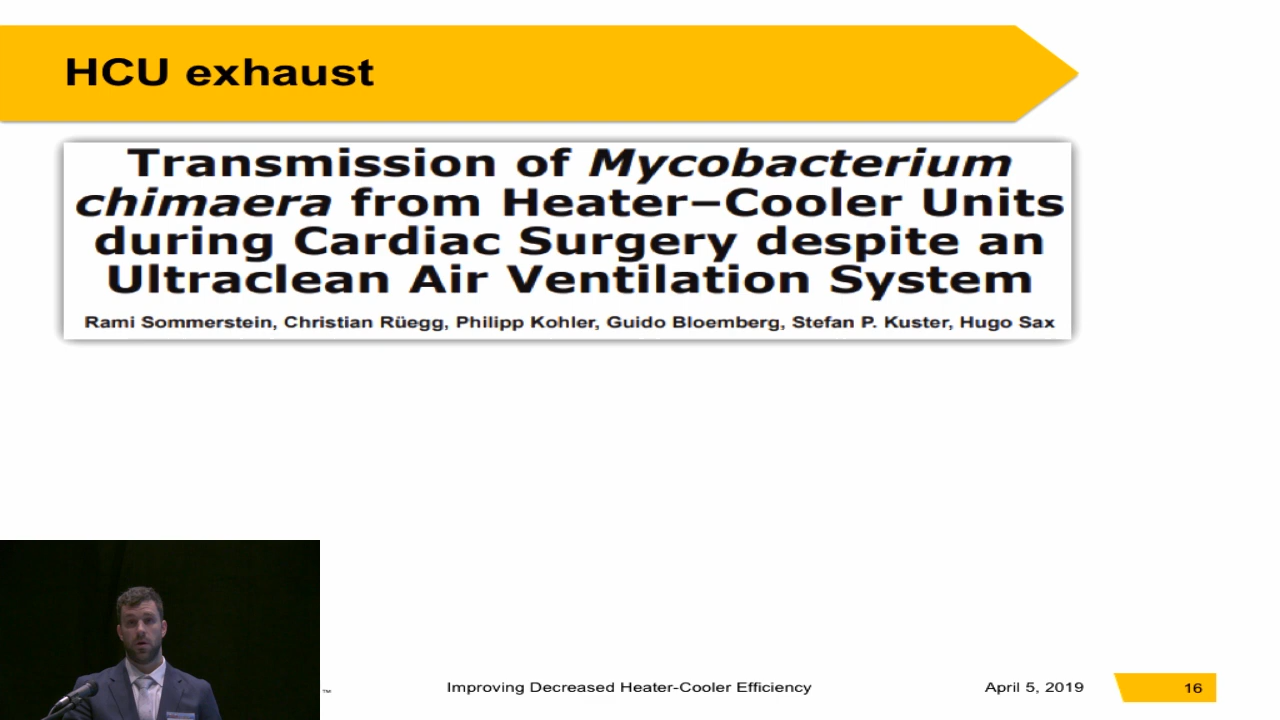 HCU exhaust
Transmission of Mycobacterium
chimaera from Heater–Cooler Units
during Cardiac Surgery despite an
Ultraclean Air Ventilation System
Rami Sommerstein, Christian Rüegg, Philipp Kohler, Guido Bloemberg, Stefan P. Kuster, Hugo Sax
™
Improving Decreased Heater-Cooler Efficiency
April 5, 2019
16